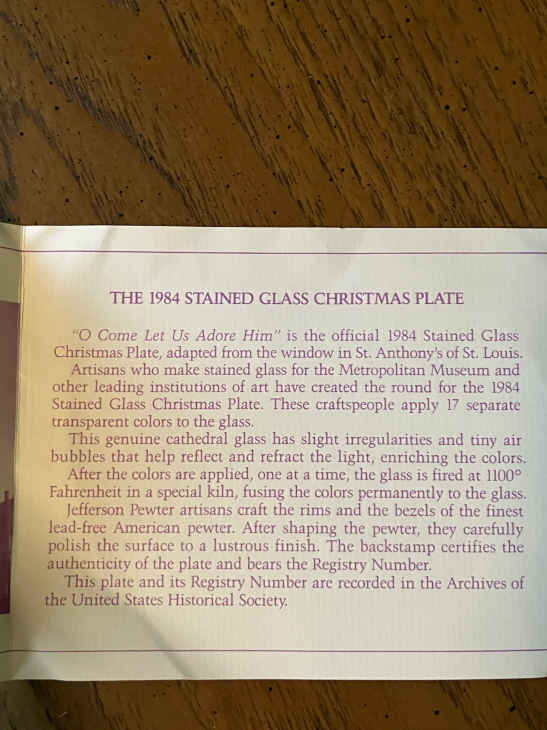 THE 1984 STAINED GLASS CHRISTMAS PLATE
"O Come Let Us Adore Him" is the official 1984 Stained Glass
Christmas Plate, adapted from the window in St. Anthony's of St. Louis.
Artisans who make stained glass for the Metropolitan Museum and
other leading institutions of art have created the round for the 1984
Stained Glass Christmas Plate. These craftspeople apply 17 separate
transparent colors to the glass.
This genuine cathedral glass has slight irregularities and tiny air
bubbles that help reflect and refract the light, enriching the colors.
After the colors are applied, one at a time, the glass is fired at 1100°
Fahrenheit in a special kiln, fusing the colors permanently to the glass.
Jefferson Pewter artisans craft the rims and the bezels of the finest
lead-free American pewter. After shaping the pewter, they carefully
polish the surface to a lustrous finish. The backstamp certifies the
authenticity of the plate and bears the Registry Number.
This plate and its Registry Number are recorded in the Archives of
the United States Historical Society.